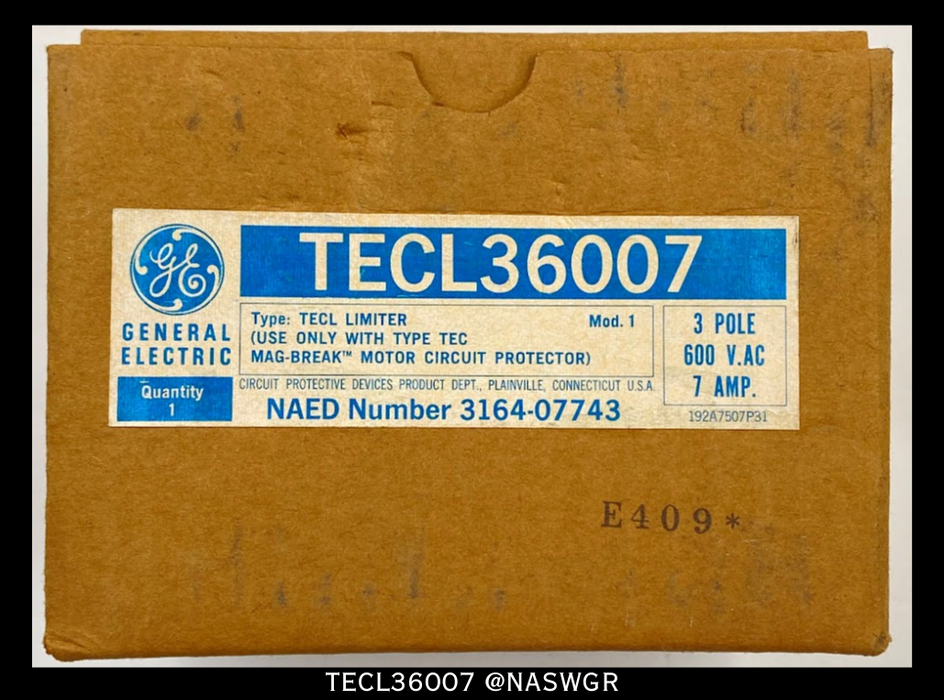 TECL36007
GE
GENERAL
ELECTRIC
Type: TECL LIMITER
Mod. 1
(USE ONLY WITH TYPE TEC
MAG-BREAK™ MOTOR CIRCUIT PROTECTOR)
3 POLE
600 V.AC
7 AMP.
Quantity
1
CIRCUIT PROTECTIVE DEVICES PRODUCT DEPT., PLAINVILLE, CONNECTICUT U.S.A.
NAED Number 3164-07743
192A7507P31
E409*
TECL36007 @NASWGR